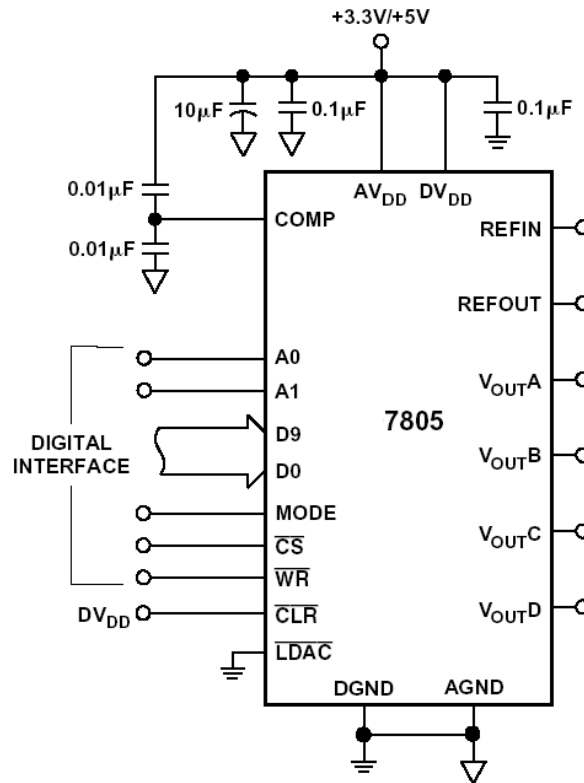 +3.3V/+5V
10μF
0.1μF
0.1μF
0.01μF
0.01μF
AVDD
DVDD
COMP
REFIN
REFOUT
A0
A1
VOUTA
7805
D9
DIGITAL
INTERFACE
D0
VOUTB
MODE
CS
VOUTC
WR
DVDD
CLR
VOUTD
LDAC
DGND
AGND